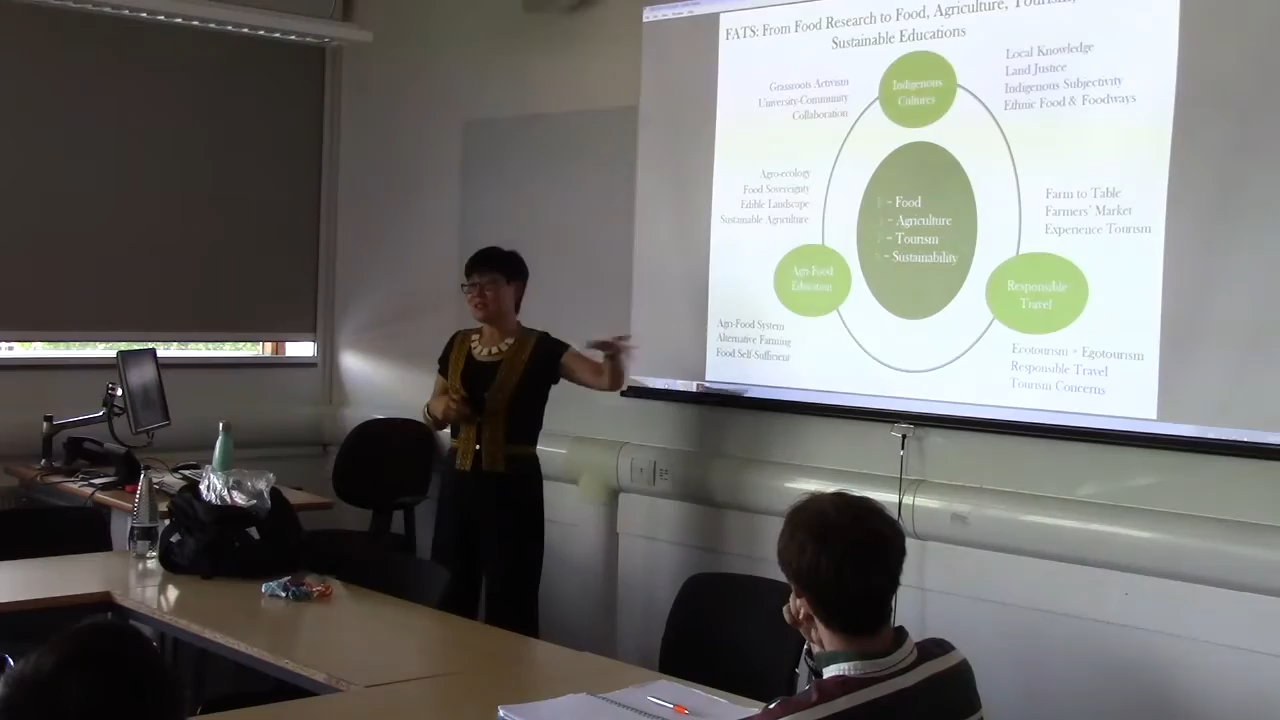 FATS: From Food Research to Food, Agriculture, Tourism,
Sustainable Educations
Indigenous
Cultures
Grassroots Activism
University-Community
Collaboration
Local Knowledge
Land Justice
Indigenous Subjectivity
Ethnic Food & Foodways
Agro-ecology
Food Sovereignty
Edible Landscape
Sustainable Agriculture
- Food
- Agriculture
- Tourism
- Sustainability
Farm to Table
Farmers' Market
Experience Tourism
Agri-Food
Education
Responsible
Travel
Agri-Food System
Alternative Farming
Food Self-Sufficient
Ecotourism = Egotourism
Responsible Travel
Tourism Concerns